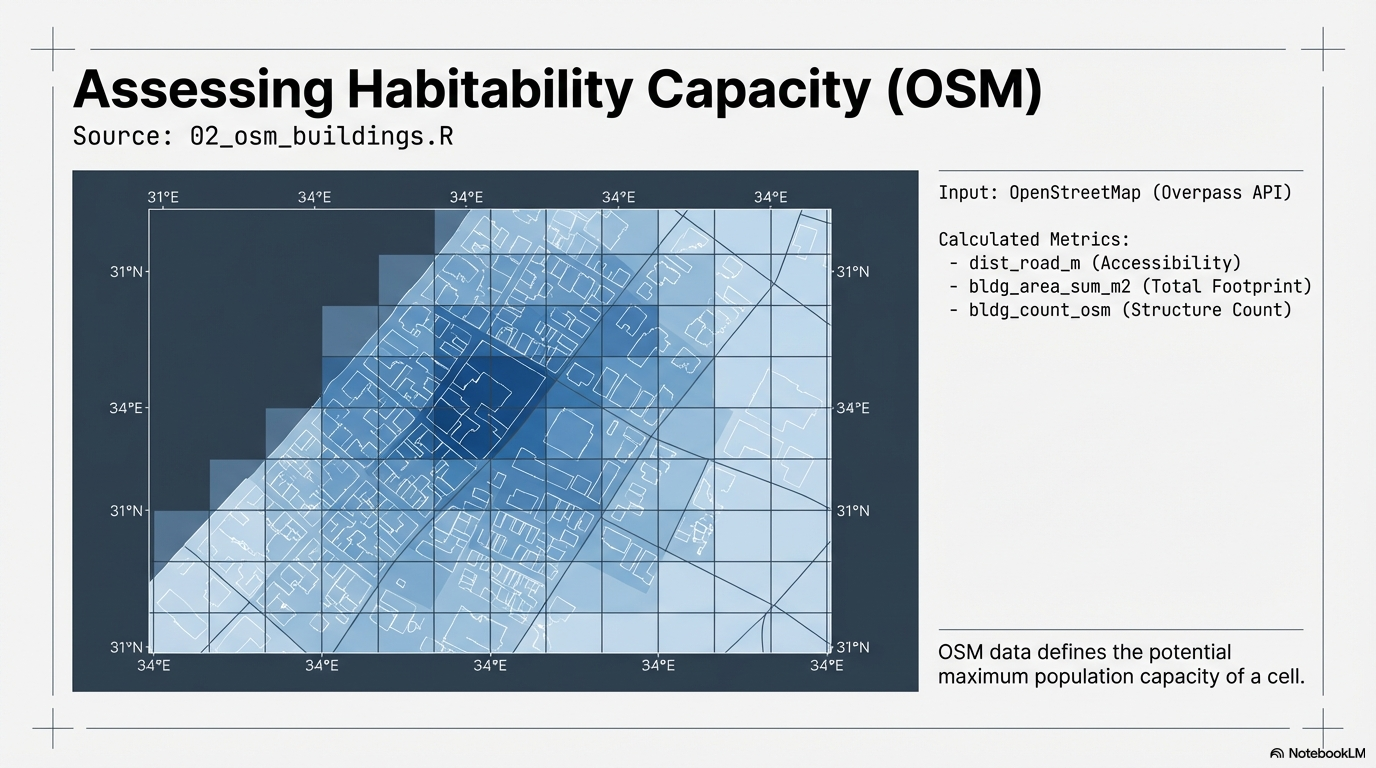 Assessing Habitability Capacity (OSM)
Source: 02_osm_buildings.R
31°E 34°E 34°E 34°E 34°E
31°N 31°N
34°E 34°E
31°N 31°N
31°N 31°N
34°E 34°E 34°E 34°E 34°E
Input: OpenStreetMap (Overpass API)
Calculated Metrics:
- dist_road_m (Accessibility)
- bldg_area_sum_m2 (Total Footprint)
- bldg_count_osm (Structure Count)
OSM data defines the potential
maximum population capacity of a cell.
NotebookLM